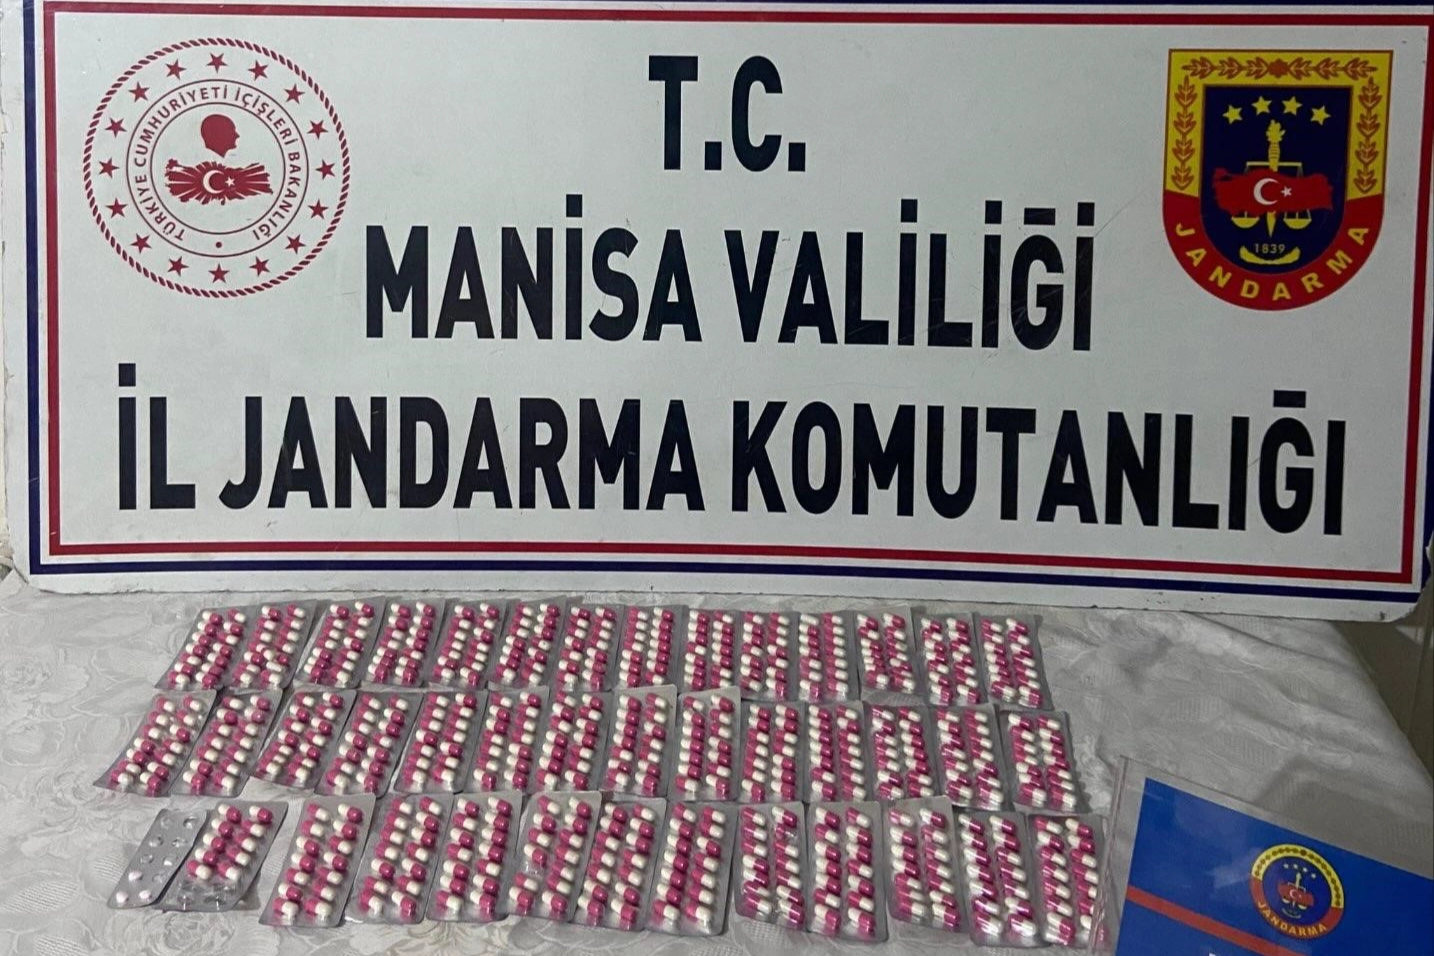 T.C.
MANİSA VALİLİĞİ
İL JANDARMA KOMUTANLIĞI
TÜRKİYE CUMHURİYETİ İÇİŞLERİ BAKANLIĞI
1839
JANDARMA
JANDARMA